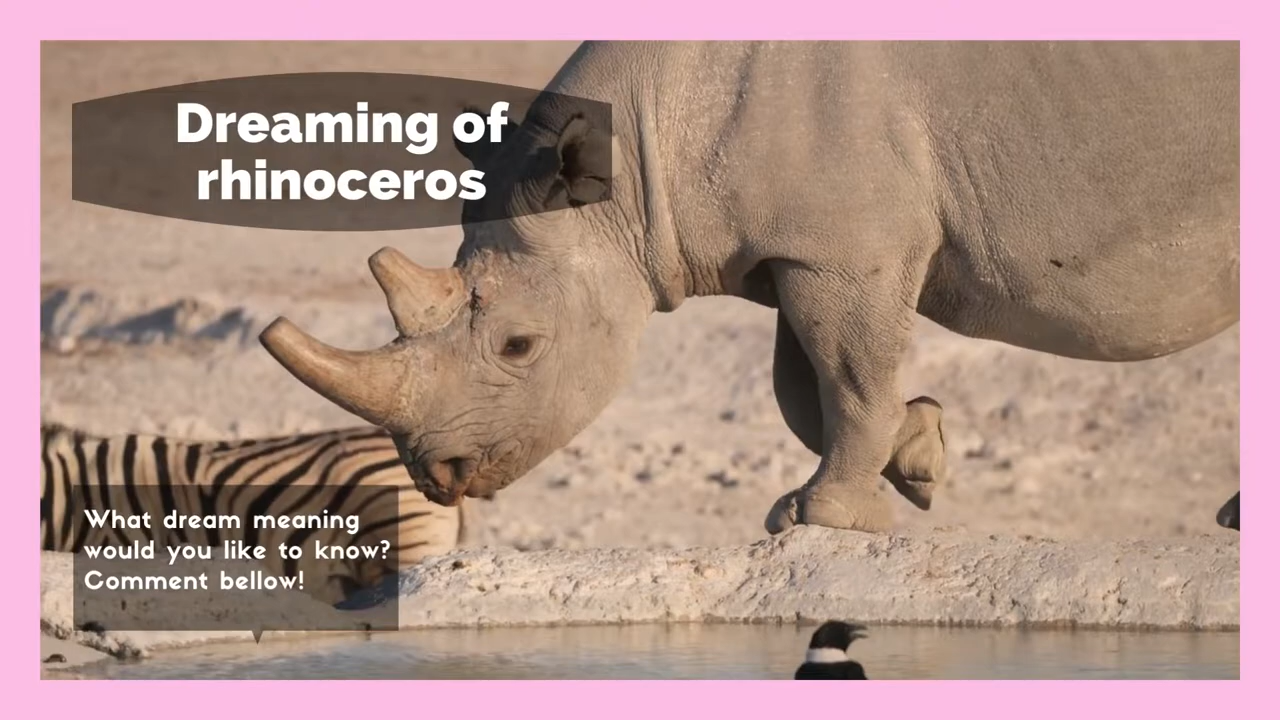 Dreaming of
rhinoceros
What dream meaning
would you like to know?
Comment bellow!